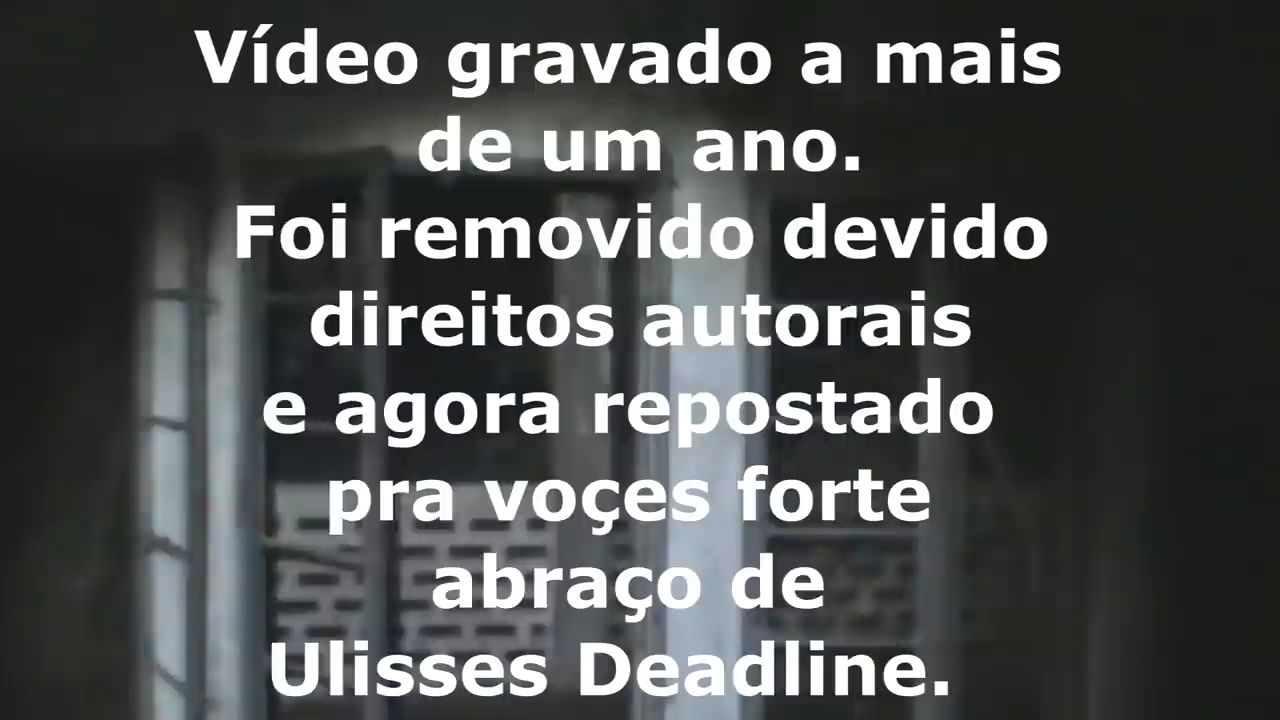 Vídeo gravado a mais
de um ano.
Foi removido devido
direitos autorais
e agora repostado
pra voçes forte
abraço de
Ulisses Deadline.